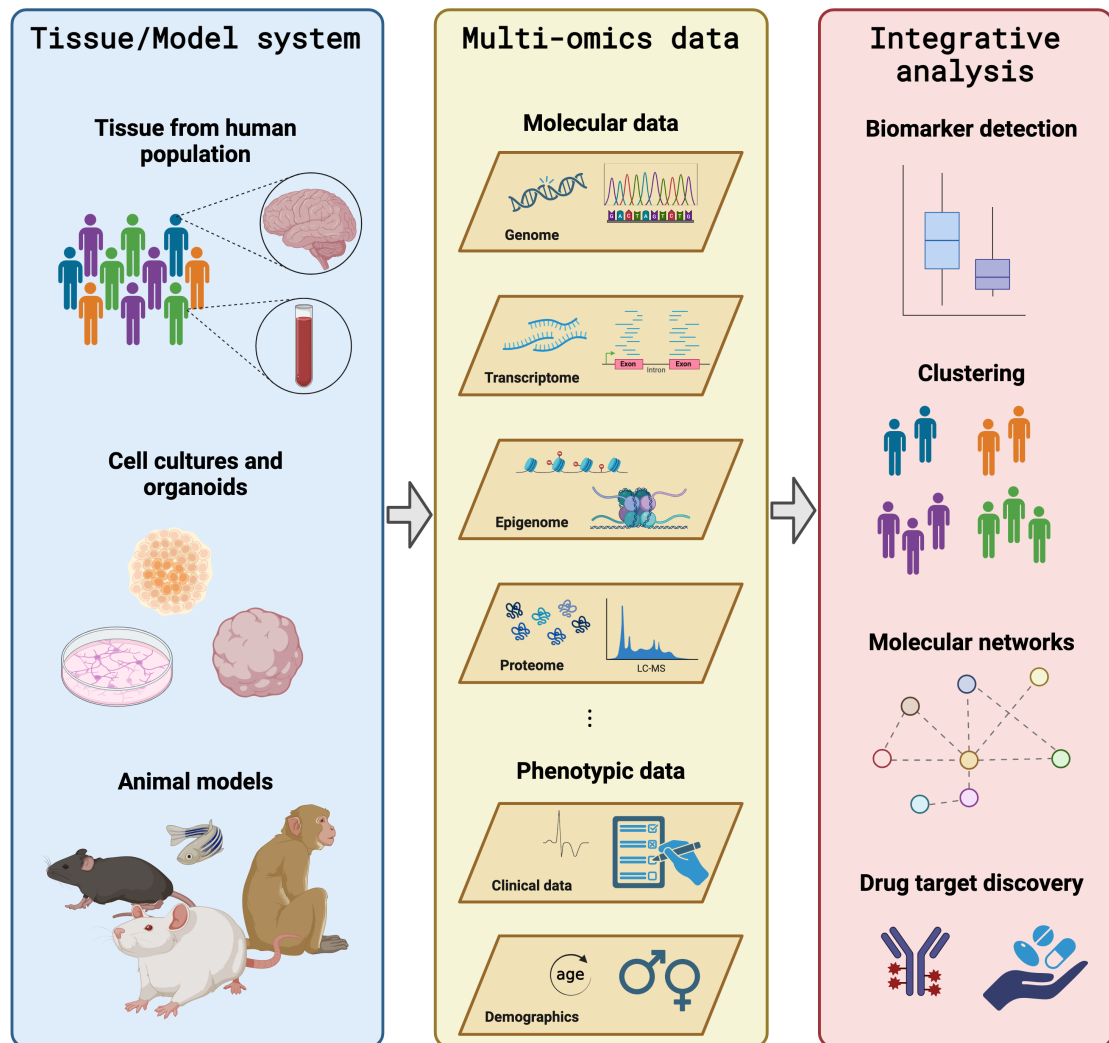 Tissue/Model system
Tissue from human
population
Cell cultures and
organoids
Animal models
Multi-omics data
Molecular data
Genome
G A C T A G T C T G
Transcriptome
Exon
Intron
Exon
Epigenome
Proteome
LC-MS
Phenotypic data
Clinical data
age
Demographics
Integrative
analysis
Biomarker detection
Clustering
Molecular networks
Drug target discovery